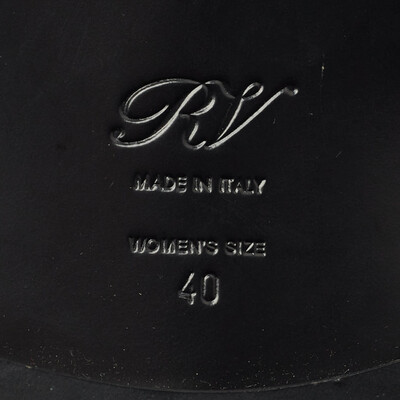 RV
MADE IN ITALY
WOMEN'S SIZE
40